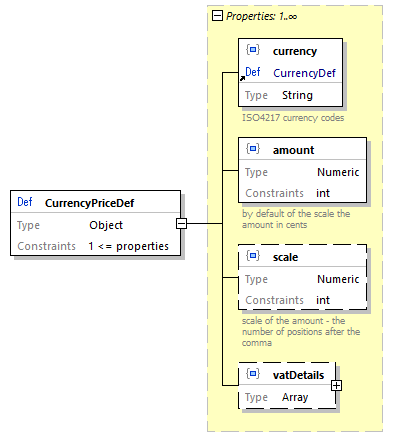 Properties: 1..∞
{} currency
Def CurrencyDef
Type String
ISO4217 currency codes
{} amount
Type Numeric
Constraints int
by default of the scale the
amount in cents
Def CurrencyPriceDef
Type Object
Constraints 1 <= properties
{} scale
Type Numeric
Constraints int
scale of the amount - the
number of positions after the
comma
{} vatDetails
Type Array